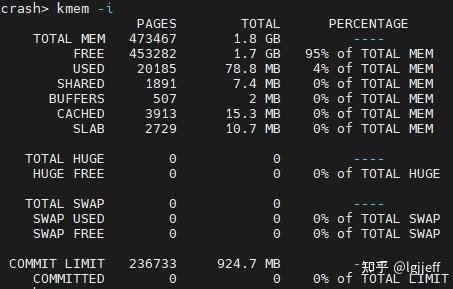 crash> kmem -i
PAGES TOTAL PERCENTAGE
TOTAL MEM 473467 1.8 GB ----
FREE 453282 1.7 GB 95% of TOTAL MEM
USED 20185 78.8 MB 4% of TOTAL MEM
SHARED 1891 7.4 MB 0% of TOTAL MEM
BUFFERS 507 2 MB 0% of TOTAL MEM
CACHED 3913 15.3 MB 0% of TOTAL MEM
SLAB 2729 10.7 MB 0% of TOTAL MEM
TOTAL HUGE 0 0 ----
HUGE FREE 0 0 0% of TOTAL HUGE
TOTAL SWAP 0 0 ----
SWAP USED 0 0 0% of TOTAL SWAP
SWAP FREE 0 0 0% of TOTAL SWAP
COMMIT LIMIT 236733 924.7 MB ----
COMMITTED 0 0 0% of TOTAL LIMIT
知乎 @lgjjeff